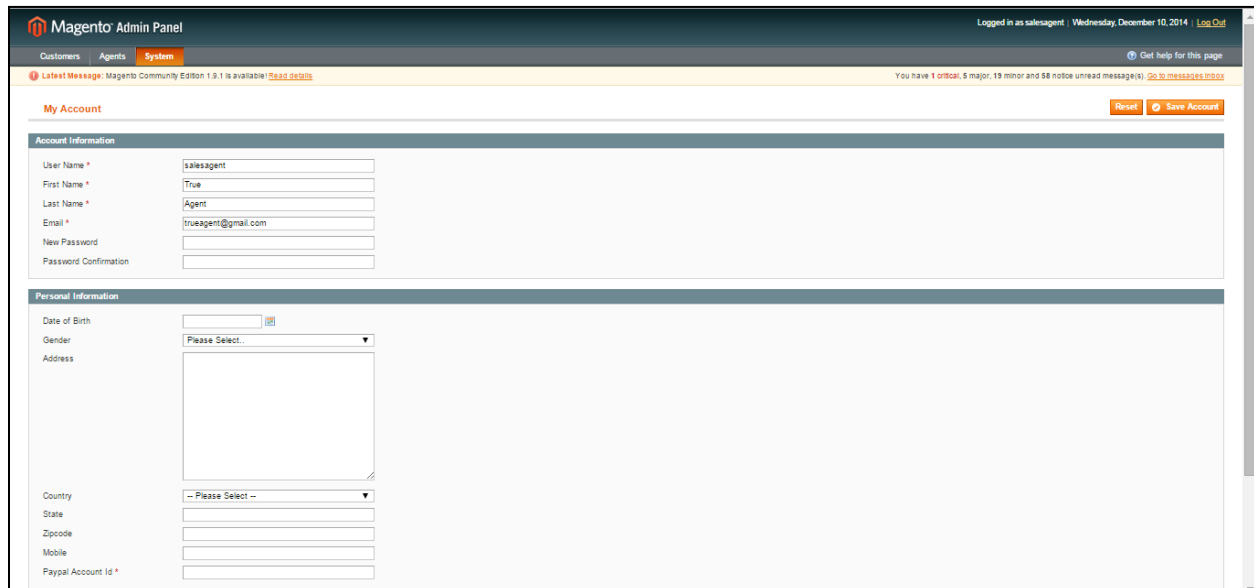 Magento Admin Panel
Logged in as salesagent | Wednesday, December 10, 2014 | Log Out
Customers Agents System
Get help for this page
Latest Message: Magento Community Edition 1.9.1 is available! Read details
You have 1 critical, 5 major, 19 minor and 58 notice unread message(s). Go to messages inbox
My Account
Reset Save Account
Account Information
User Name * salesagent
First Name * True
Last Name * Agent
Email * trueagent@gmail.com
New Password
Password Confirmation
Personal Information
Date of Birth
Gender Please Select..
Address
Country -- Please Select --
State
Zipcode
Mobile
Paypal Account Id *